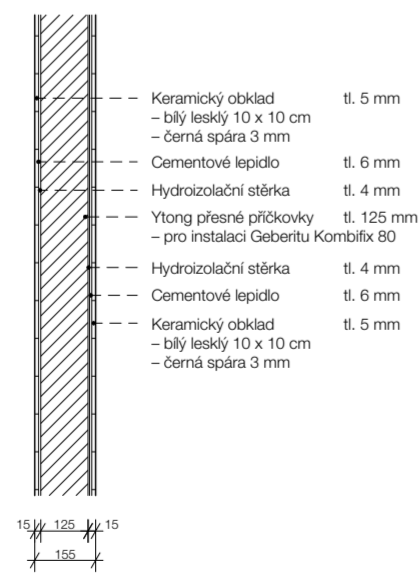 Keramický obklad tl. 5 mm
– bílý lesklý 10 x 10 cm
– černá spára 3 mm
Cementové lepidlo tl. 6 mm
Hydroizolační stěrka tl. 4 mm
Ytong přesné příčkovky tl. 125 mm
– pro instalaci Geberitu Kombifix 80
Hydroizolační stěrka tl. 4 mm
Cementové lepidlo tl. 6 mm
Keramický obklad tl. 5 mm
– bílý lesklý 10 x 10 cm
– černá spára 3 mm
15 125 15
155